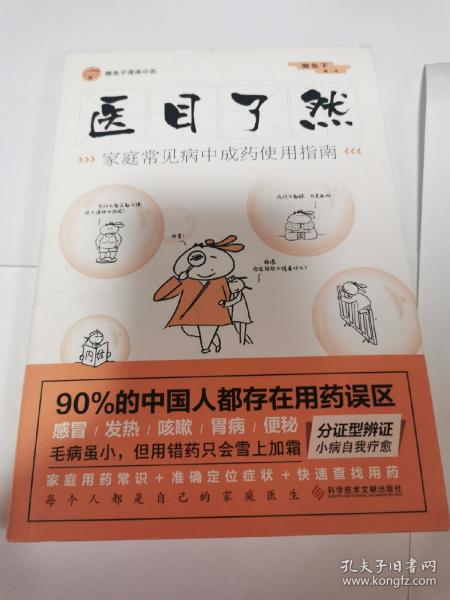 懒兔子漫画中医
懒兔子
医目了然
>>> 家庭常见病中成药使用指南 <<<
90%的中国人都存在用药误区
感冒 / 发热 / 咳嗽 / 胃病 / 便秘
毛病虽小，但用错药只会雪上加霜
分证型辨证
小病自我疗愈
家庭用药常识 + 准确定位症状 + 快速查找用药
每个人都是自己的家庭医生
科学技术文献出版社
孔夫子旧书网
www.kongfz.com